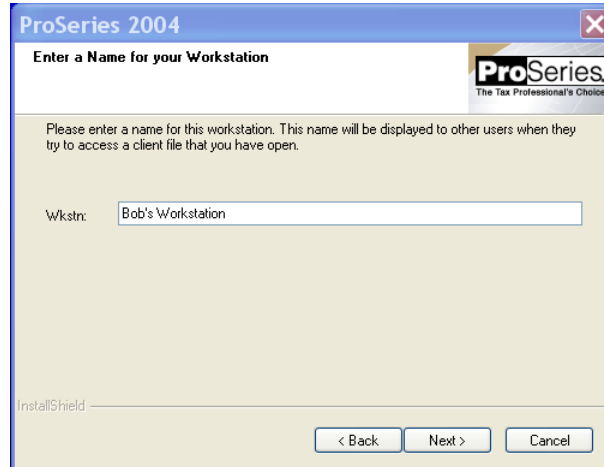 ProSeries 2004
Enter a Name for your Workstation
ProSeries.
The Tax Professional's Choice
Please enter a name for this workstation. This name will be displayed to other users when they
try to access a client file that you have open.
Wkstn: Bob's Workstation
InstallShield
< Back Next > Cancel